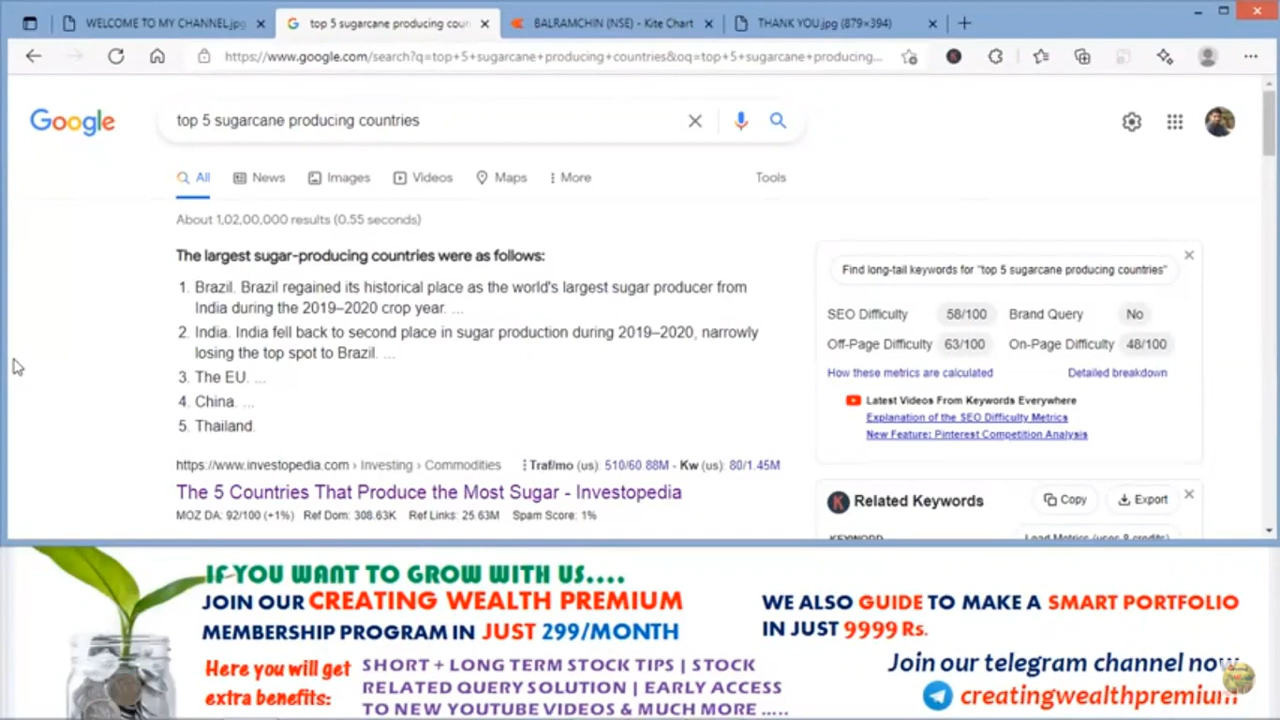 WELCOME TO MY CHANNEL.jpg
top 5 sugarcane producing coun
BALRAMCHIN (NSE) - Kite Chart
THANK YOU.jpg (879×394)
https://www.google.com/search?q=top+5+sugarcane+producing+countries&oq=top+5+sugarcane+producing...
Google
top 5 sugarcane producing countries
All News Images Videos Maps More Tools
About 1,02,00,000 results (0.55 seconds)
The largest sugar-producing countries were as follows:
1. Brazil. Brazil regained its historical place as the world's largest sugar producer from
India during the 2019–2020 crop year. ...
2. India. India fell back to second place in sugar production during 2019–2020, narrowly
losing the top spot to Brazil. ...
3. The EU. ...
4. China. ...
5. Thailand.
https://www.investopedia.com › Investing › Commodities
Traf/mo (us): 510/60.88M - Kw (us): 80/1.45M
The 5 Countries That Produce the Most Sugar - Investopedia
MOZ DA: 92/100 (+1%) Ref Dom: 308.63K Ref Links: 25.63M Spam Score: 1%
Find long-tail keywords for "top 5 sugarcane producing countries"
SEO Difficulty 58/100 Brand Query No
Off-Page Difficulty 63/100 On-Page Difficulty 48/100
How these metrics are calculated Detailed breakdown
Latest Videos From Keywords Everywhere
Explanation of the SEO Difficulty Metrics
New Feature: Pinterest Competition Analysis
Related Keywords Copy Export
KEYWORD Load Metrics (uses 8 credits)
IF YOU WANT TO GROW WITH US....
JOIN OUR CREATING WEALTH PREMIUM
MEMBERSHIP PROGRAM IN JUST 299/MONTH
Here you will get
extra benefits:
SHORT + LONG TERM STOCK TIPS | STOCK
RELATED QUERY SOLUTION | EARLY ACCESS
TO NEW YOUTUBE VIDEOS & MUCH MORE .....
WE ALSO GUIDE TO MAKE A SMART PORTFOLIO
IN JUST 9999 Rs.
Join our telegram channel now
creatingwealthpremium